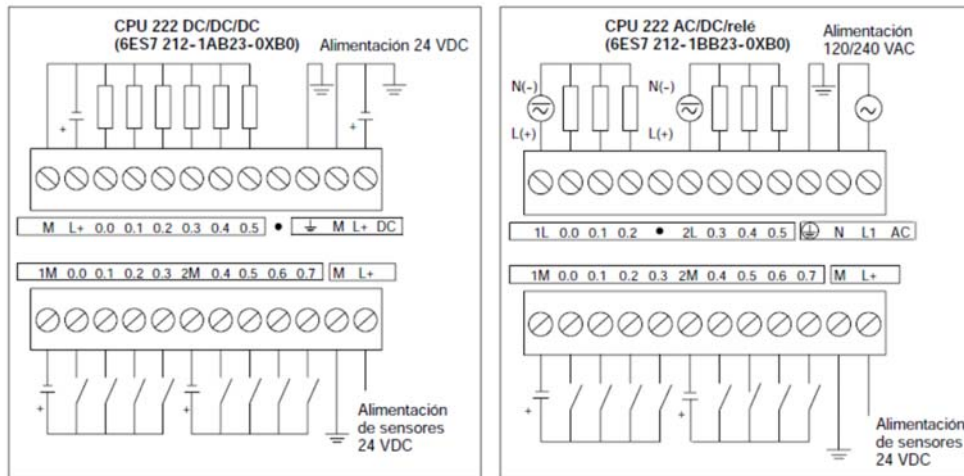 CPU 222 DC/DC/DC
(6ES7 212-1AB23-0XB0)
Alimentación 24 VDC
+
+
M L+ 0.0 0.1 0.2 0.3 0.4 0.5 • M L+ DC
1M 0.0 0.1 0.2 0.3 2M 0.4 0.5 0.6 0.7 M L+
+
+
Alimentación
de sensores
24 VDC
CPU 222 AC/DC/relé
(6ES7 212-1BB23-0XB0)
Alimentación
120/240 VAC
N(-)
L(+)
N(-)
L(+)
1L 0.0 0.1 0.2 • 2L 0.3 0.4 0.5 N L1 AC
1M 0.0 0.1 0.2 0.3 2M 0.4 0.5 0.6 0.7 M L+
+
+
Alimentación
de sensores
24 VDC